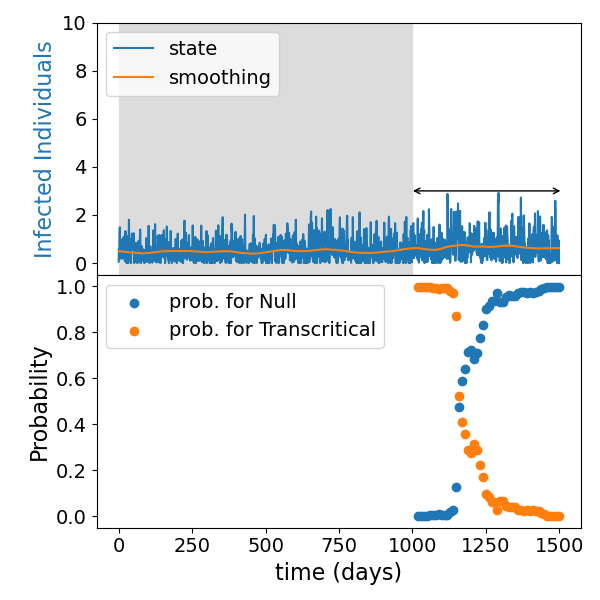 Infected Individuals
10
8
6
4
2
0
state
smoothing
Probability
1.0
0.8
0.6
0.4
0.2
0.0
prob. for Null
prob. for Transcritical
0 250 500 750 1000 1250 1500
time (days)